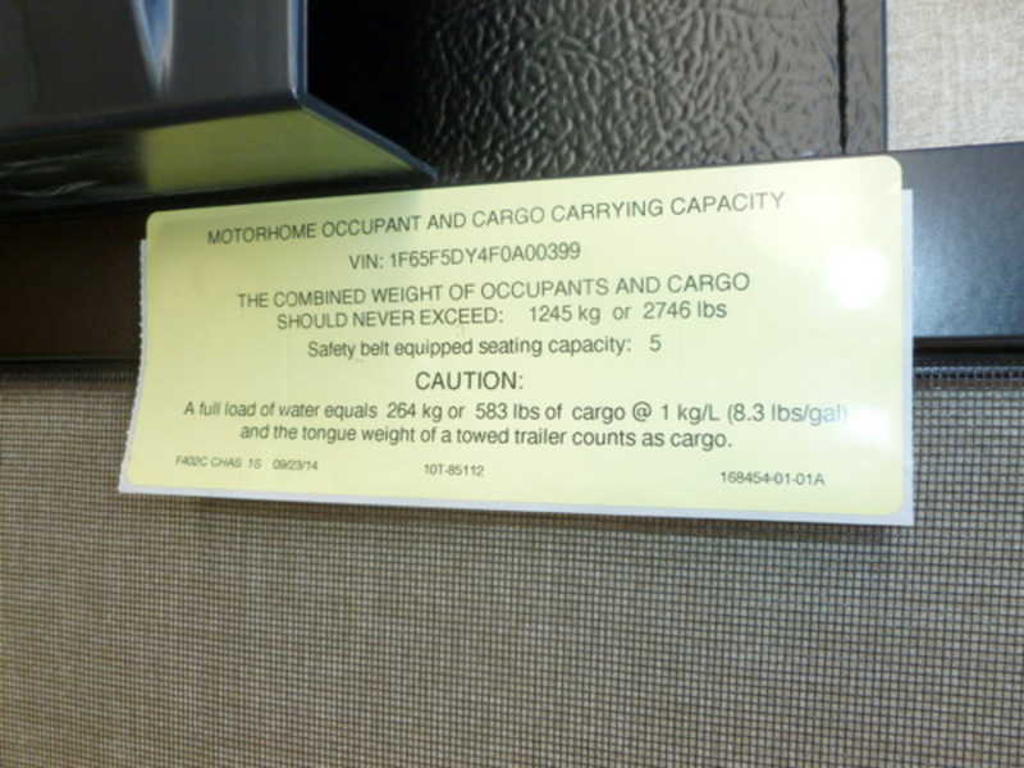 MOTORHOME OCCUPANT AND CARGO CARRYING CAPACITY
VIN: 1F65F5DY4F0A00399
THE COMBINED WEIGHT OF OCCUPANTS AND CARGO
SHOULD NEVER EXCEED: 1245 kg or 2746 lbs
Safety belt equipped seating capacity: 5
CAUTION:
A full load of water equals 264 kg or 583 lbs of cargo @ 1 kg/L (8.3 lbs/gal)
and the tongue weight of a towed trailer counts as cargo.
F402C CHAS 15 09/23/14 10T-85112 168454-01-01A